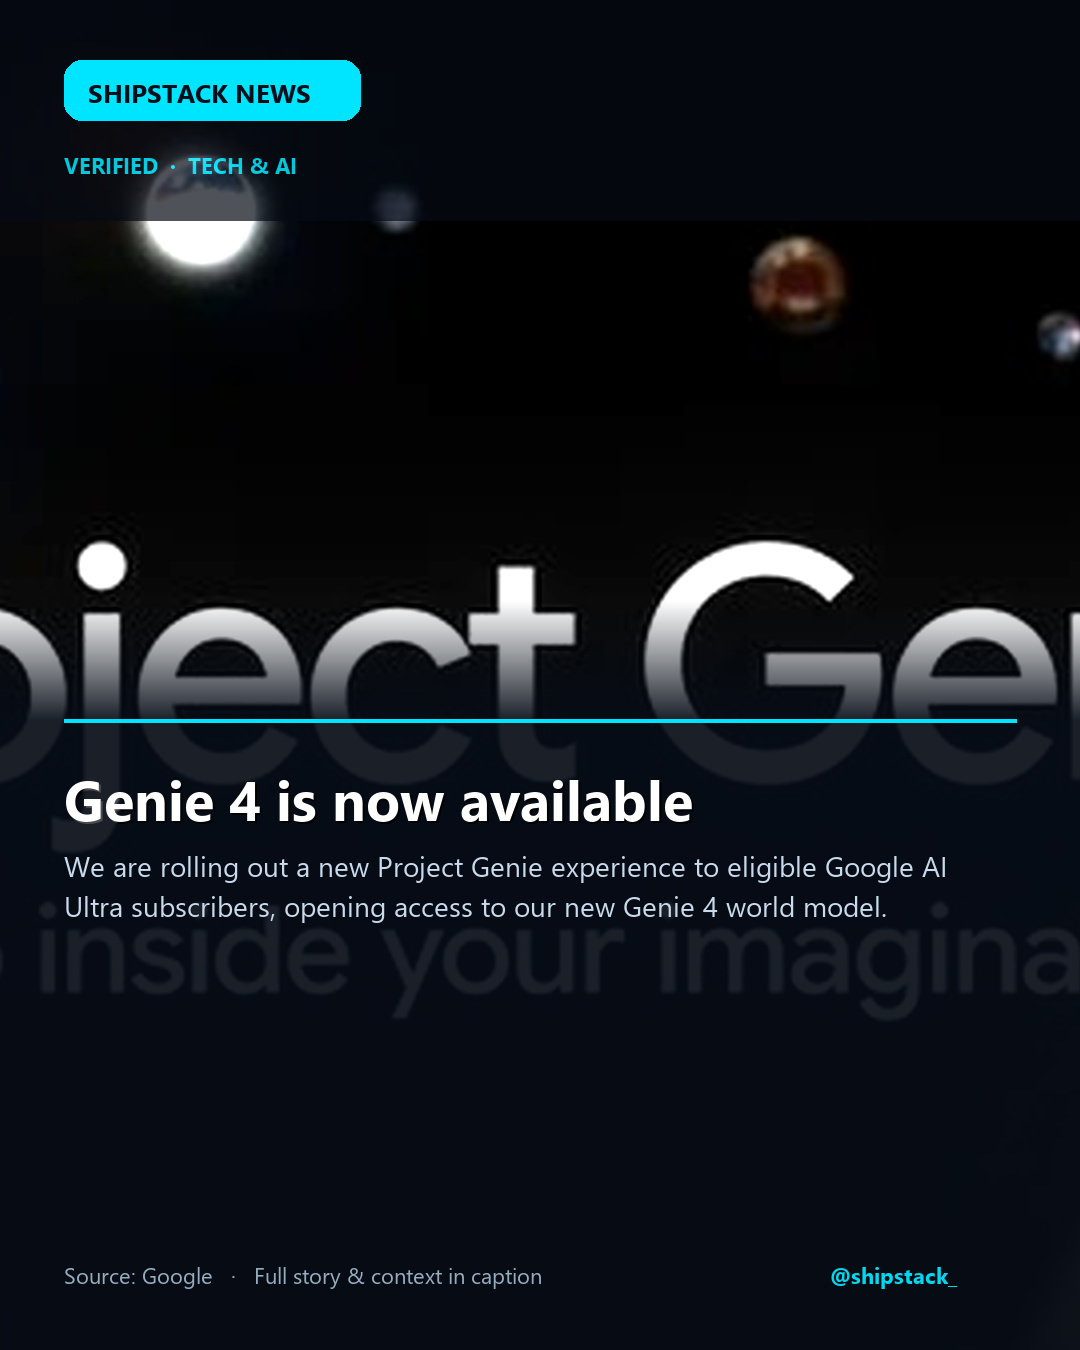 SHIPSTACK NEWS
VERIFIED · TECH & AI
oject Gen
Genie 4 is now available
We are rolling out a new Project Genie experience to eligible Google AI
Ultra subscribers, opening access to our new Genie 4 world model.
inside your imagina
Source: Google · Full story & context in caption
@shipstack_